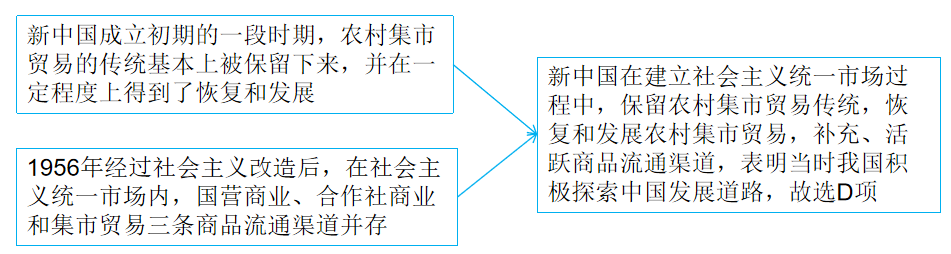 新中国成立初期的一段时期，农村集市
贸易的传统基本上被保留下来，并在一
定程度上得到了恢复和发展
1956年经过社会主义改造后，在社会主
义统一市场内，国营商业、合作社商业
和集市贸易三条商品流通渠道并存
新中国在建立社会主义统一市场过
程中，保留农村集市贸易传统，恢
复和发展农村集市贸易，补充、活
跃商品流通渠道，表明当时我国积
极探索中国发展道路，故选D项